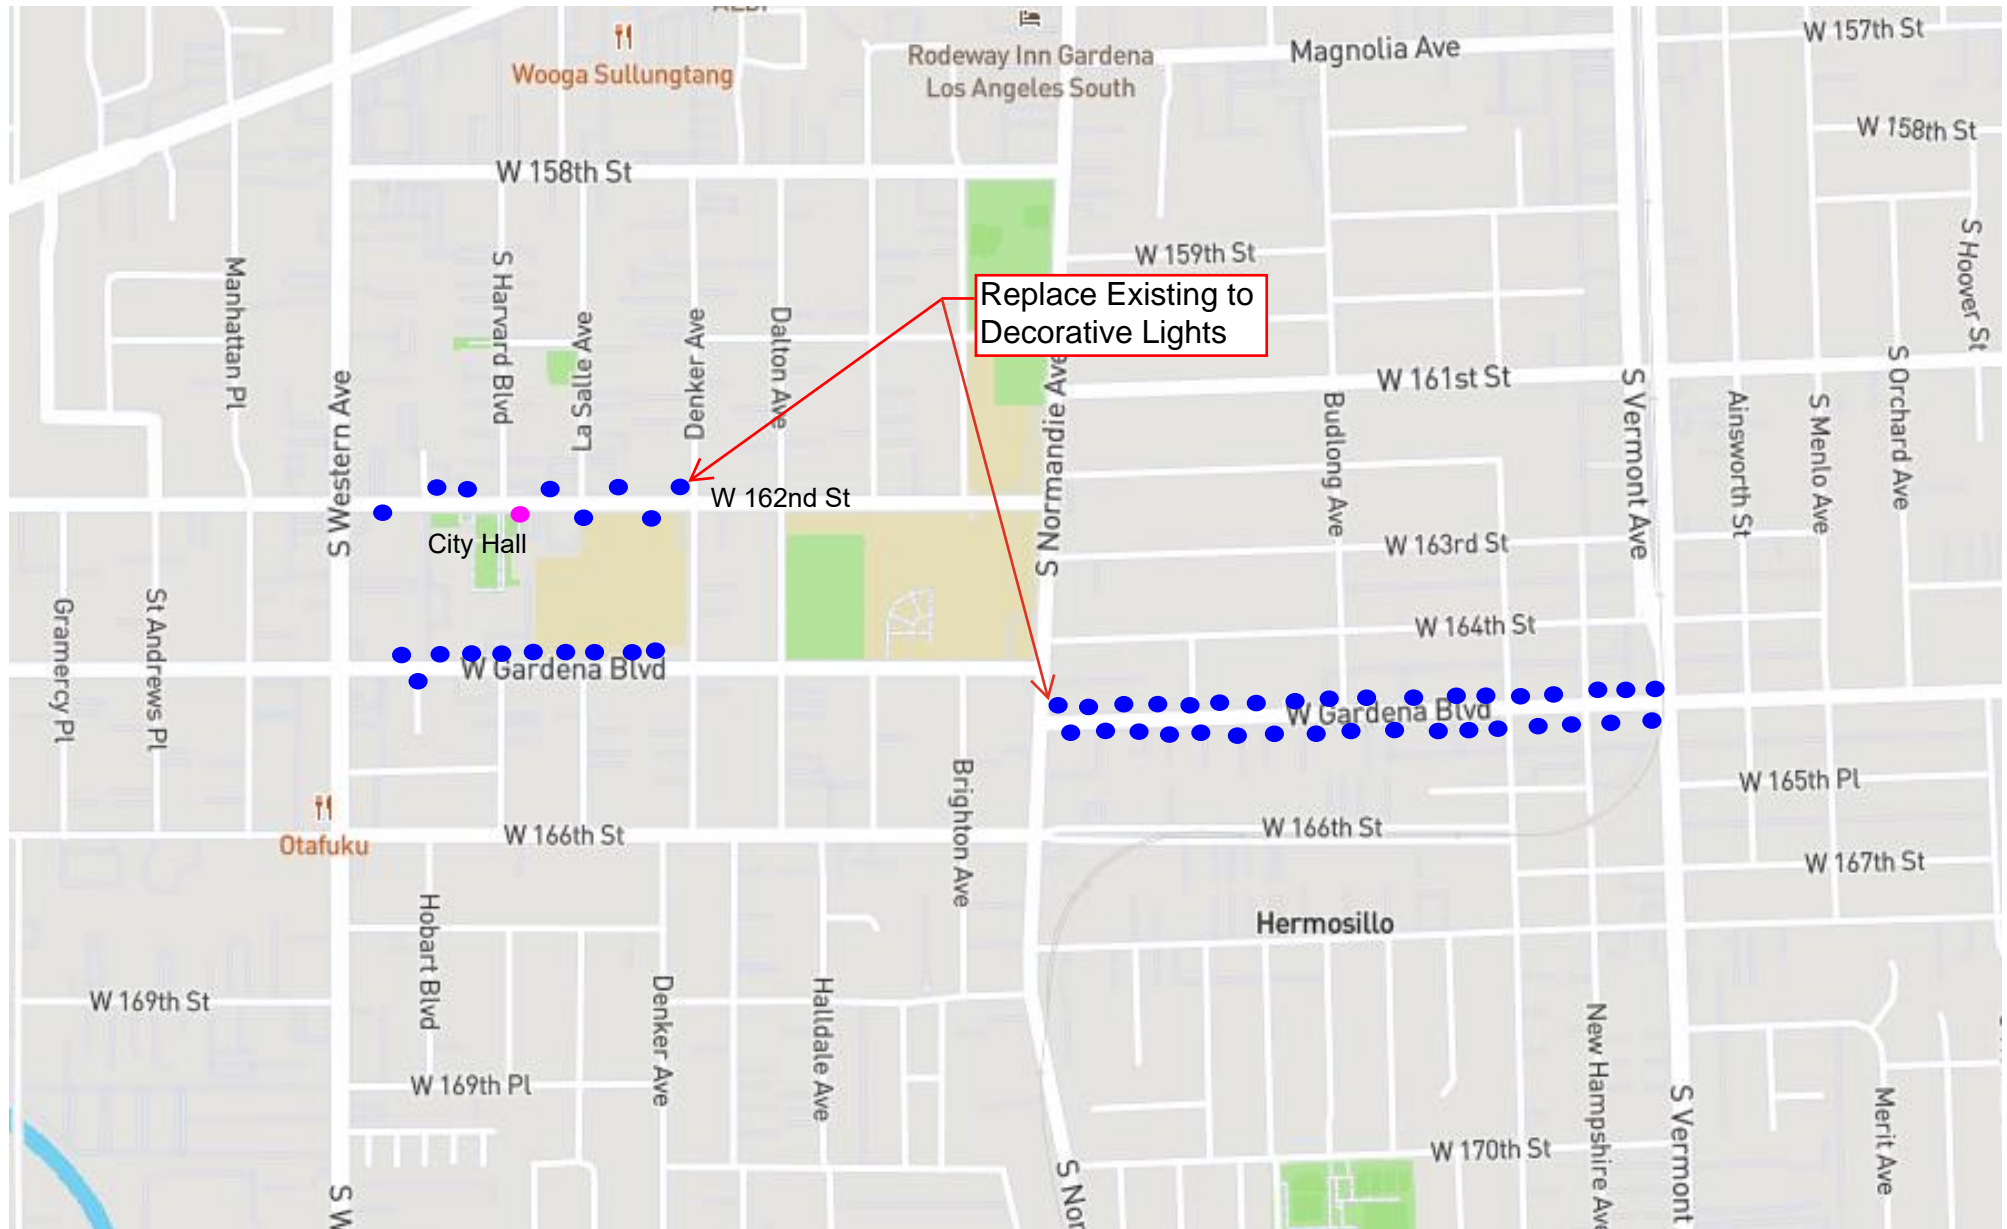 W 157th St
Magnolia Ave
Rodeway Inn Gardena
Los Angeles South
Wooga Sullungtang
W 158th St
W 158th St
W 159th St
S Hoover St
Manhattan Pl
S Harvard Blvd
La Salle Ave
Denker Ave
Dalton Ave
Replace Existing to
Decorative Lights
S Western Ave
S Normandie Ave
W 161st St
Budlong Ave
S Vermont Ave
Ainsworth St
S Menlo Ave
S Orchard Ave
W 162nd St
City Hall
W 163rd St
Gramercy Pl
St Andrews Pl
W 164th St
W Gardena Blvd
W Gardena Blvd
Brighton Ave
W 165th Pl
Otafuku
W 166th St
W 166th St
W 167th St
Hobart Blvd
Hermosillo
W 169th St
Denker Ave
Halldale Ave
New Hampshire Ave
W 169th Pl
S Vermont
Merit Ave
W 170th St
S W
S Nor